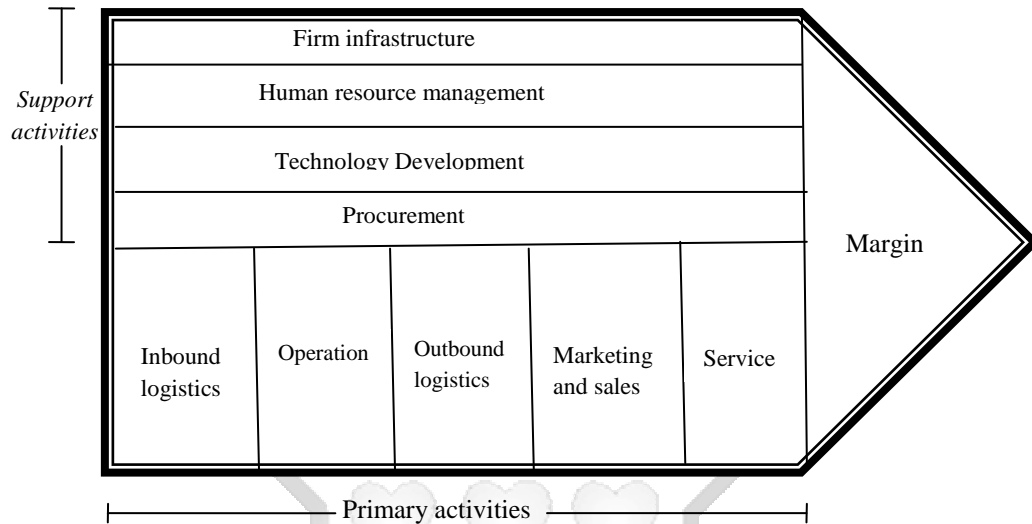 Firm infrastructure
Human resource management
Support
activities
Technology Development
Procurement
Margin
Inbound
logistics
Operation
Outbound
logistics
Marketing
and sales
Service
Primary activities